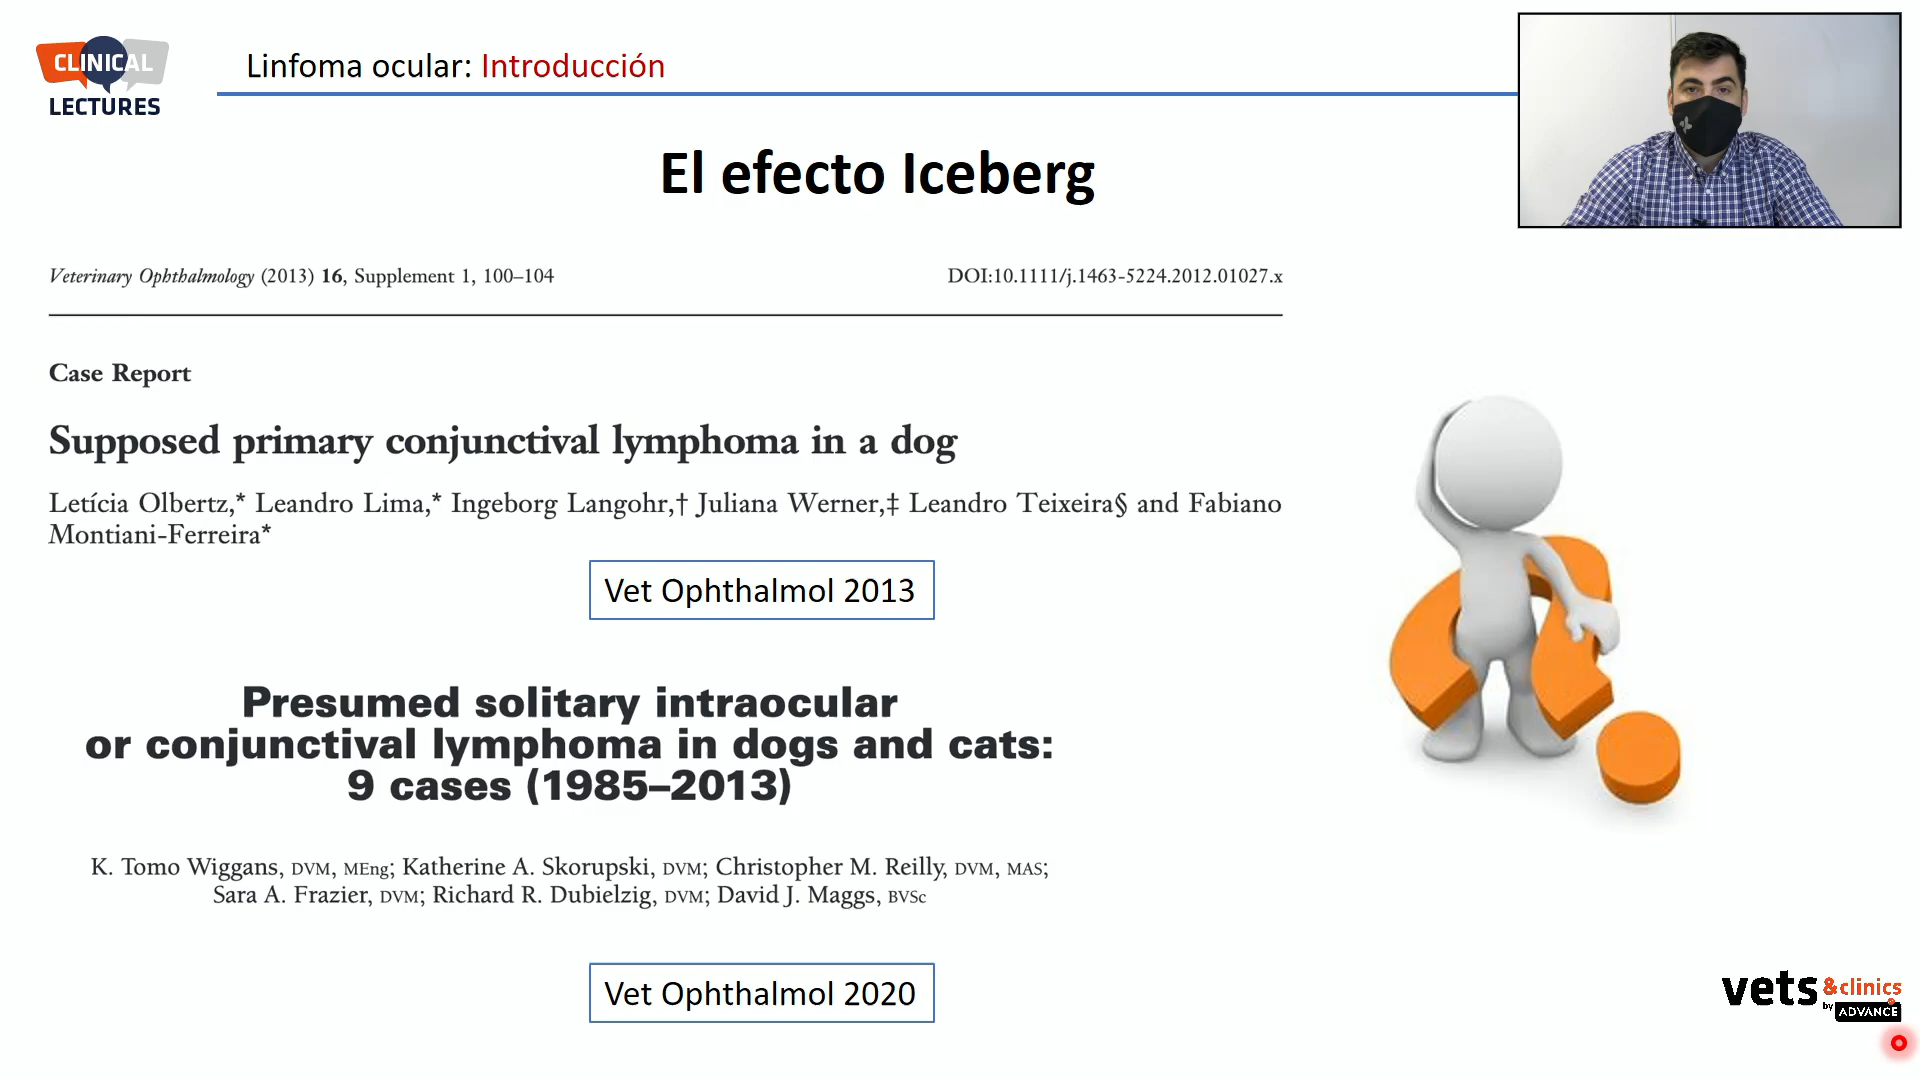 CLINICAL
LECTURES
Linfoma ocular: Introducción
El efecto Iceberg
Veterinary Ophthalmology (2013) 16, Supplement 1, 100–104
DOI:10.1111/j.1463-5224.2012.01027.x
Case Report
Supposed primary conjunctival lymphoma in a dog
Letícia Olbertz,* Leandro Lima,* Ingeborg Langohr,† Juliana Werner,‡ Leandro Teixeira§ and Fabiano
Montiani-Ferreira*
Vet Ophthalmol 2013
Presumed solitary intraocular
or conjunctival lymphoma in dogs and cats:
9 cases (1985–2013)
K. Tomo Wiggans, DVM, MEng; Katherine A. Skorupski, DVM; Christopher M. Reilly, DVM, MAS;
Sara A. Frazier, DVM; Richard R. Dubielzig, DVM; David J. Maggs, BVSc
Vet Ophthalmol 2020
vets &clinics
by ADVANCE